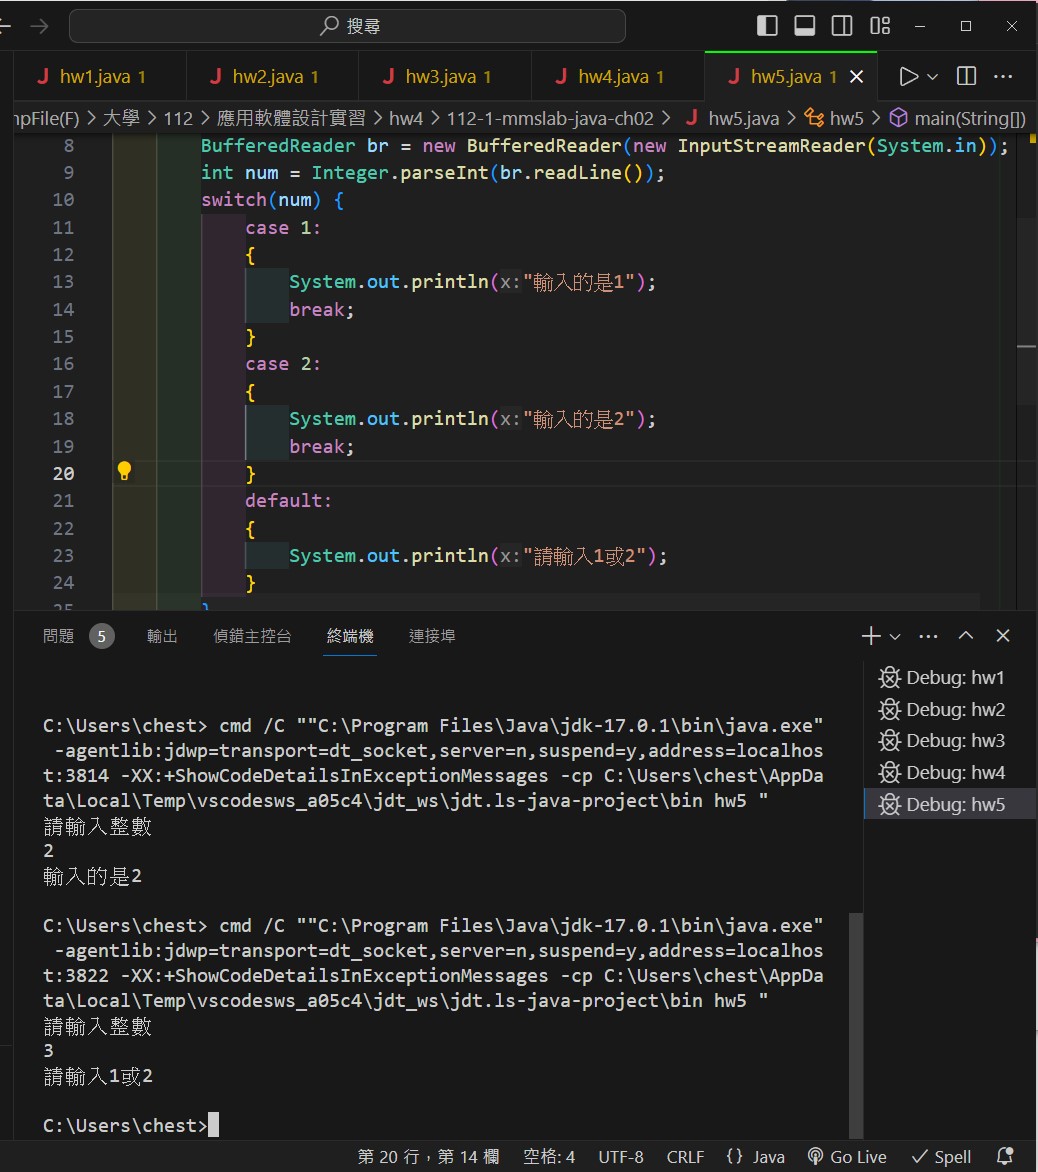 搜尋
hw1.java 1
hw2.java 1
hw3.java 1
hw4.java 1
hw5.java 1
npFile(F) > 大學 > 112 > 應用軟體設計實習 > hw4 > 112-1-mmslab-java-ch02 > J hw5.java > hw5 > main(String[])
8 BufferedReader br = new BufferedReader(new InputStreamReader(System.in));
9 int num = Integer.parseInt(br.readLine());
10 switch(num) {
11 case 1:
12 {
13 System.out.println(x:"輸入的是1");
14 break;
15 }
16 case 2:
17 {
18 System.out.println(x:"輸入的是2");
19 break;
20 }
21 default:
22 {
23 System.out.println(x:"請輸入1或2");
24 }
25 }
問題 5 輸出 偵錯主控台 終端機 連接埠
Debug: hw1
Debug: hw2
Debug: hw3
Debug: hw4
Debug: hw5
C:\Users\chest> cmd /C ""C:\Program Files\Java\jdk-17.0.1\bin\java.exe"
-agentlib:jdwp=transport=dt_socket,server=n,suspend=y,address=localhos
t:3814 -XX:+ShowCodeDetailsInExceptionMessages -cp C:\Users\chest\AppDa
ta\Local\Temp\vscodesws_a05c4\jdt_ws\jdt.ls-java-project\bin hw5 "
請輸入整數
2
輸入的是2
C:\Users\chest> cmd /C ""C:\Program Files\Java\jdk-17.0.1\bin\java.exe"
-agentlib:jdwp=transport=dt_socket,server=n,suspend=y,address=localhos
t:3822 -XX:+ShowCodeDetailsInExceptionMessages -cp C:\Users\chest\AppDa
ta\Local\Temp\vscodesws_a05c4\jdt_ws\jdt.ls-java-project\bin hw5 "
請輸入整數
3
請輸入1或2
C:\Users\chest>
第 20 行，第 14 欄 空格: 4 UTF-8 CRLF {} Java Go Live Spell